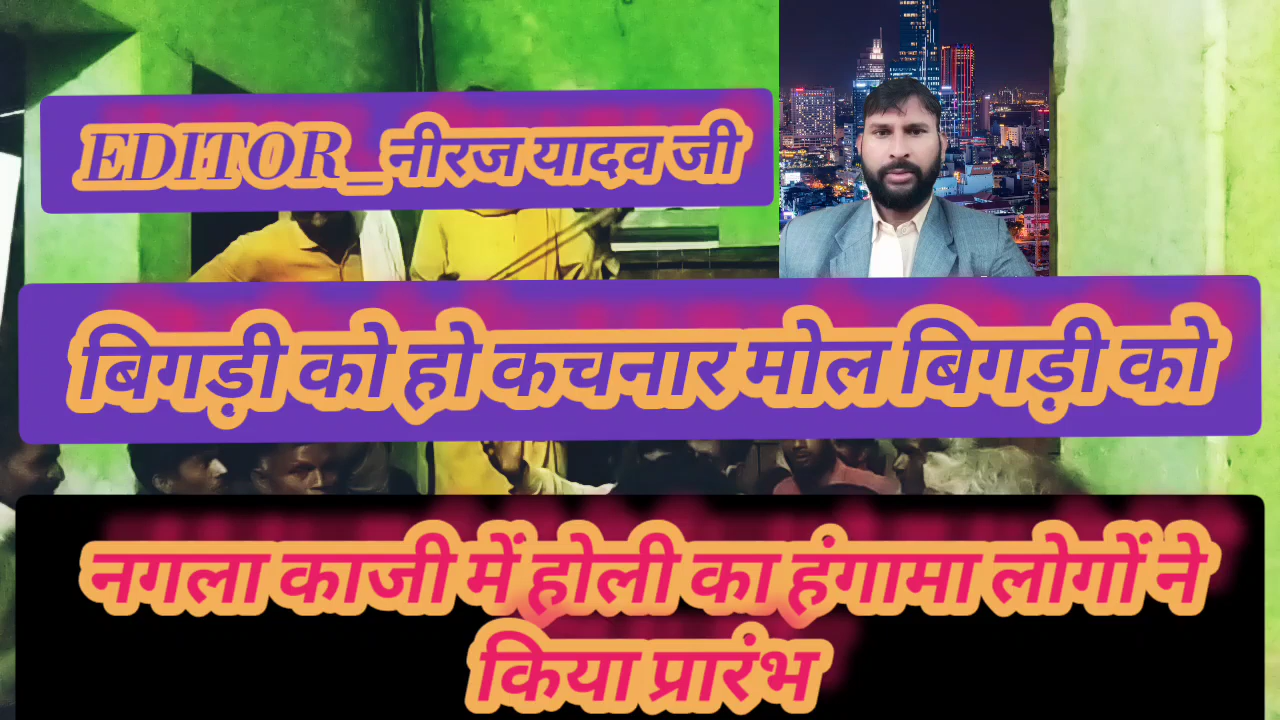 EDITOR_नीरज यादव जी
बिगड़ी को हो कचनार मोल बिगड़ी को
नगला काजी में होली का हंगामा लोगों ने
किया प्रारंभ